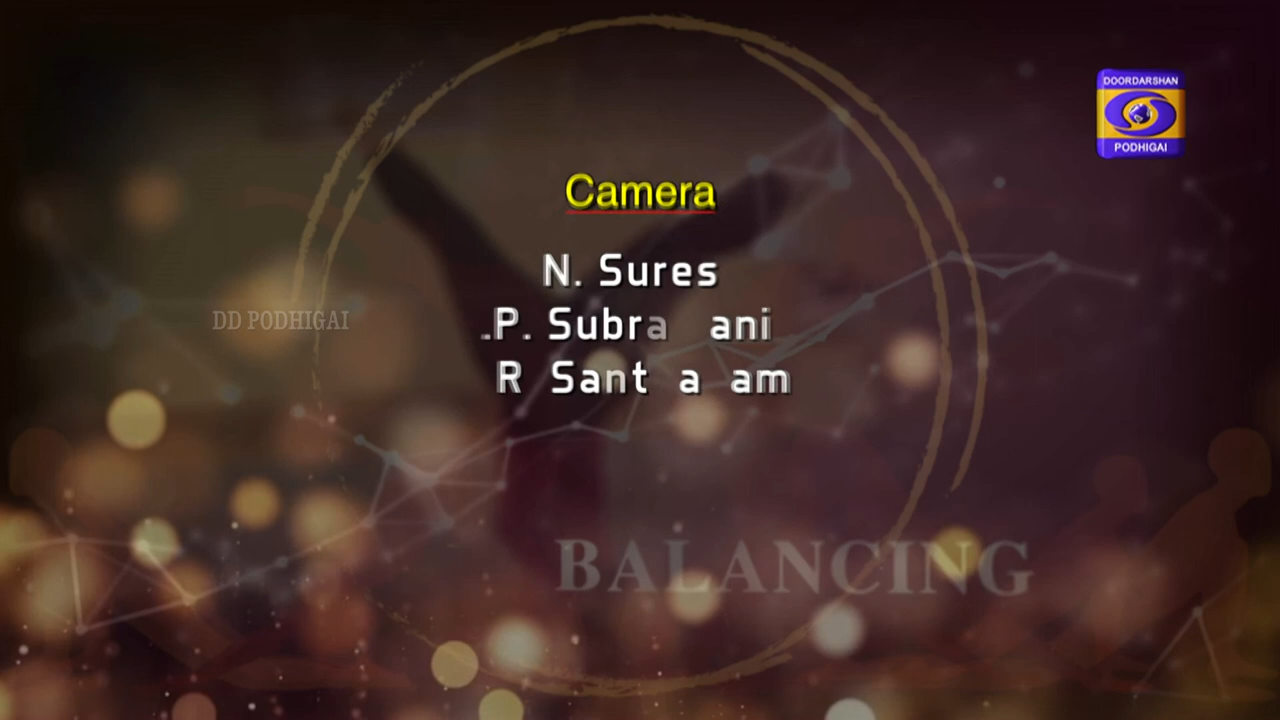 DOORDARSHAN
PODHIGAI
Camera
N. Sures
.P. Subra ani
R Sant a am
DD PODHIGAI
BALANCING